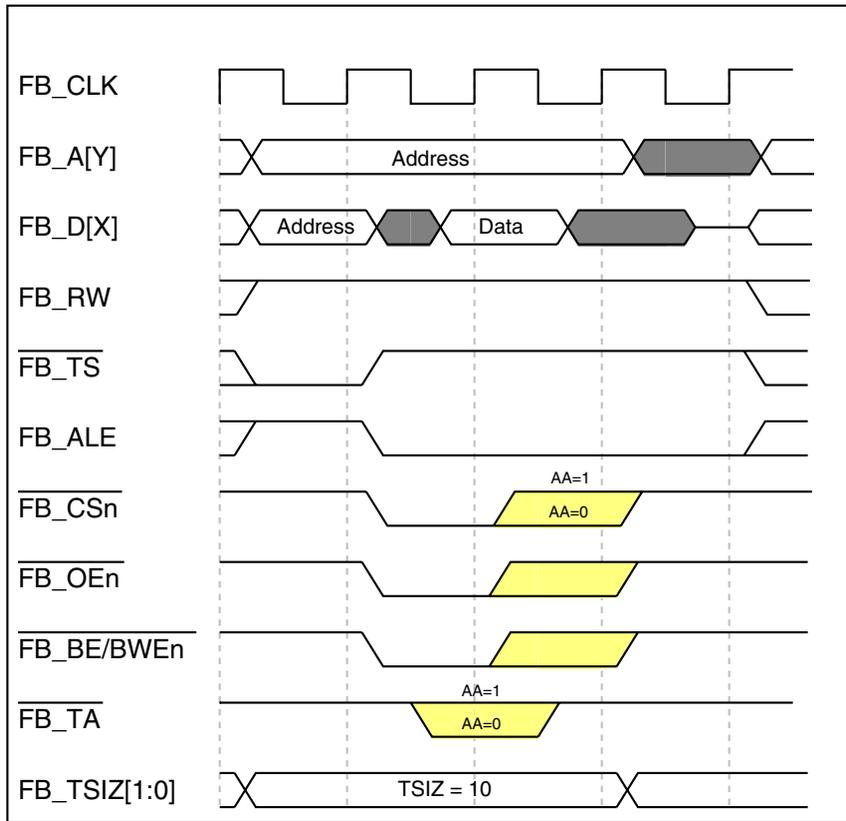 FB_CLK
FB_A[Y]
Address
FB_D[X]
Address
Data
FB_RW
FB_TS
FB_ALE
AA=1
FB_CSn
AA=0
FB_OEn
FB_BE/BWEn
AA=1
FB_TA
AA=0
FB_TSIZ[1:0]
TSIZ = 10